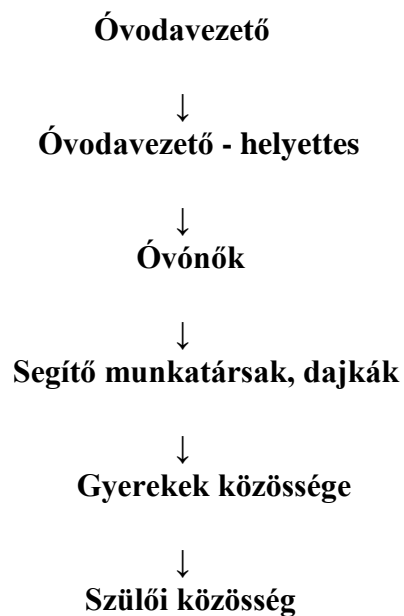 Óvodavezető
↓
Óvodavezető - helyettes
↓
Óvónők
↓
Segítő munkatársak, dajkák
↓
Gyerekek közössége
↓
Szülői közösség